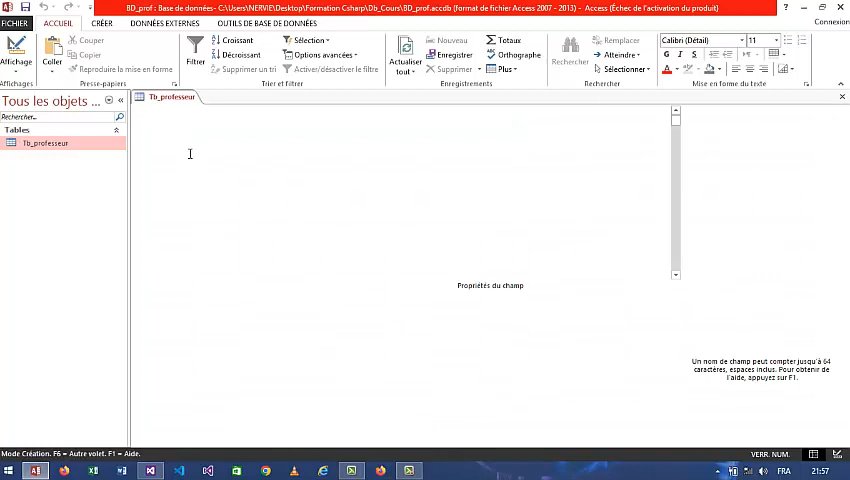 BD_prof : Base de données- C:\Users\NERVIE\Desktop\Formation Csharp\Db_Cours\BD_prof.accdb (format de fichier Access 2007 - 2013) - Access (Échec de l'activation du produit)
FICHIER ACCUEIL CRÉER DONNÉES EXTERNES OUTILS DE BASE DE DONNÉES Connexion
Affichage
Affichages
Coller
Couper
Copier
Reproduire la mise en forme
Presse-papiers
Filtrer
Croissant
Décroissant
Supprimer un tri
Sélection
Options avancées
Activer/désactiver le filtre
Trier et filtrer
Actualiser
tout
Nouveau
Enregistrer
Supprimer
Totaux
Orthographe
Plus
Enregistrements
Rechercher
Remplacer
Atteindre
Sélectionner
Rechercher
Calibri (Détail) 11
G I S
Mise en forme du texte
Tous les objets ...
Rechercher...
Tables
Tb_professeur
Tb_professeur
Propriétés du champ
Un nom de champ peut compter jusqu'à 64
caractères, espaces inclus. Pour obtenir de
l'aide, appuyez sur F1.
Mode Création. F6 = Autre volet. F1 = Aide. VERR. NUM.
FRA 21:57